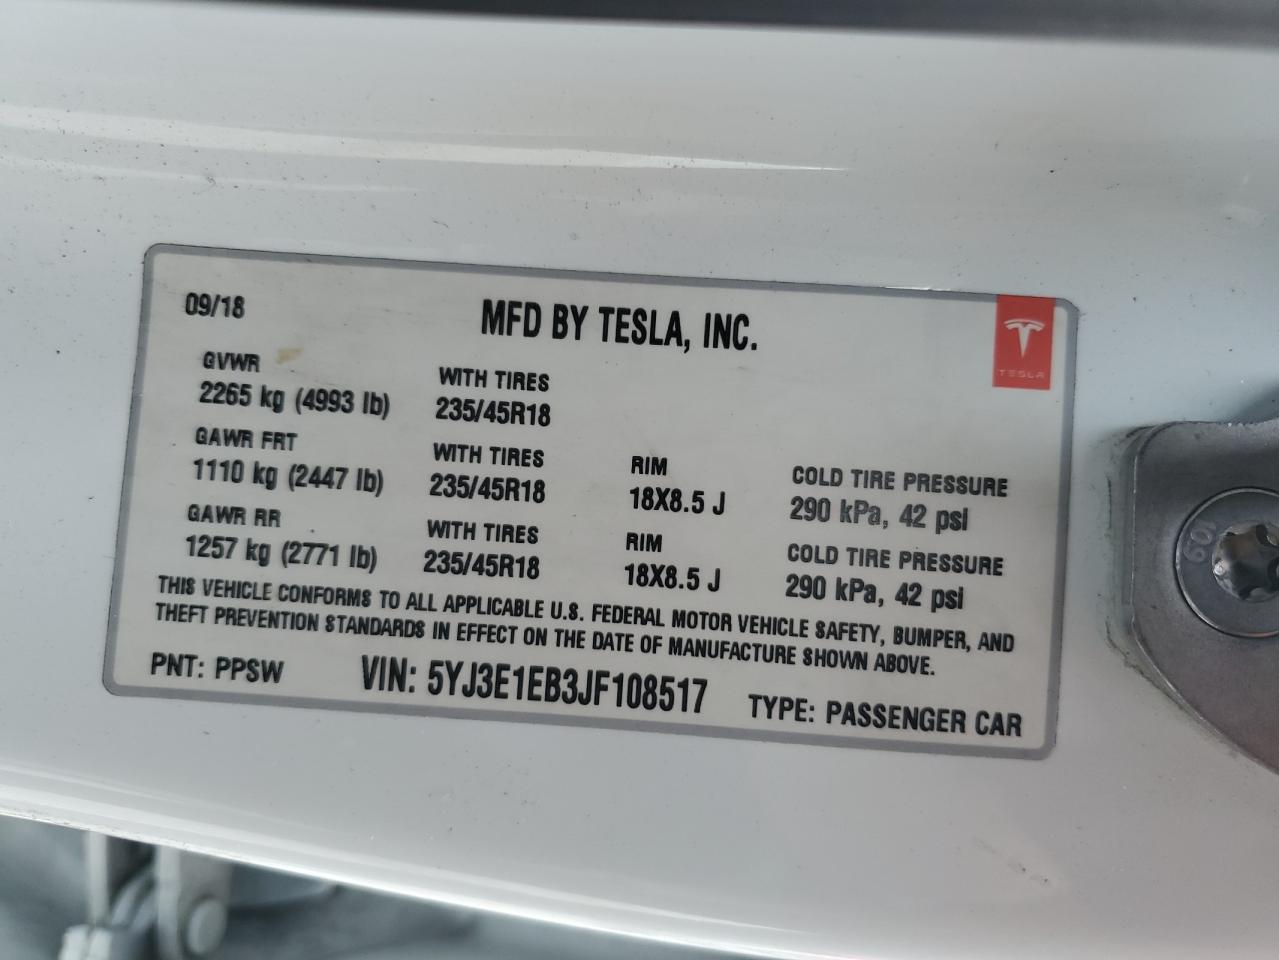 09/18
MFD BY TESLA, INC.
TESLA
GVWR
2265 kg (4993 lb)
WITH TIRES
235/45R18
GAWR FRT
1110 kg (2447 lb)
WITH TIRES
235/45R18
RIM
18X8.5 J
COLD TIRE PRESSURE
290 kPa, 42 psi
GAWR RR
1257 kg (2771 lb)
WITH TIRES
235/45R18
RIM
18X8.5 J
COLD TIRE PRESSURE
290 kPa, 42 psi
THIS VEHICLE CONFORMS TO ALL APPLICABLE U.S. FEDERAL MOTOR VEHICLE SAFETY, BUMPER, AND
THEFT PREVENTION STANDARDS IN EFFECT ON THE DATE OF MANUFACTURE SHOWN ABOVE.
PNT: PPSW
VIN: 5YJ3E1EB3JF108517
TYPE: PASSENGER CAR